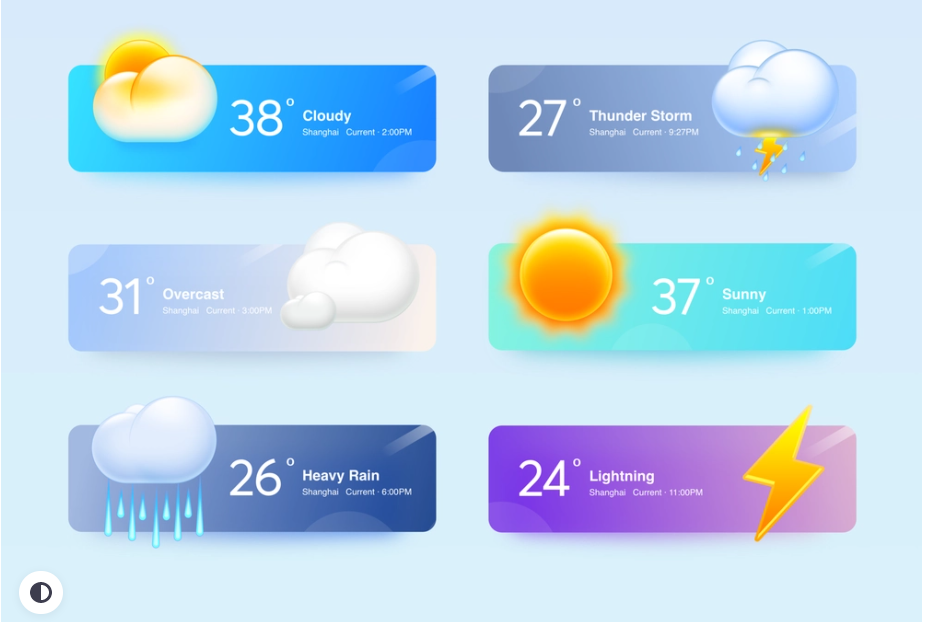 38° Cloudy
Shanghai Current · 2:00PM
27° Thunder Storm
Shanghai Current · 9:27PM
31° Overcast
Shanghai Current · 3:00PM
37° Sunny
Shanghai Current · 1:00PM
26° Heavy Rain
Shanghai Current · 6:00PM
24° Lightning
Shanghai Current · 11:00PM